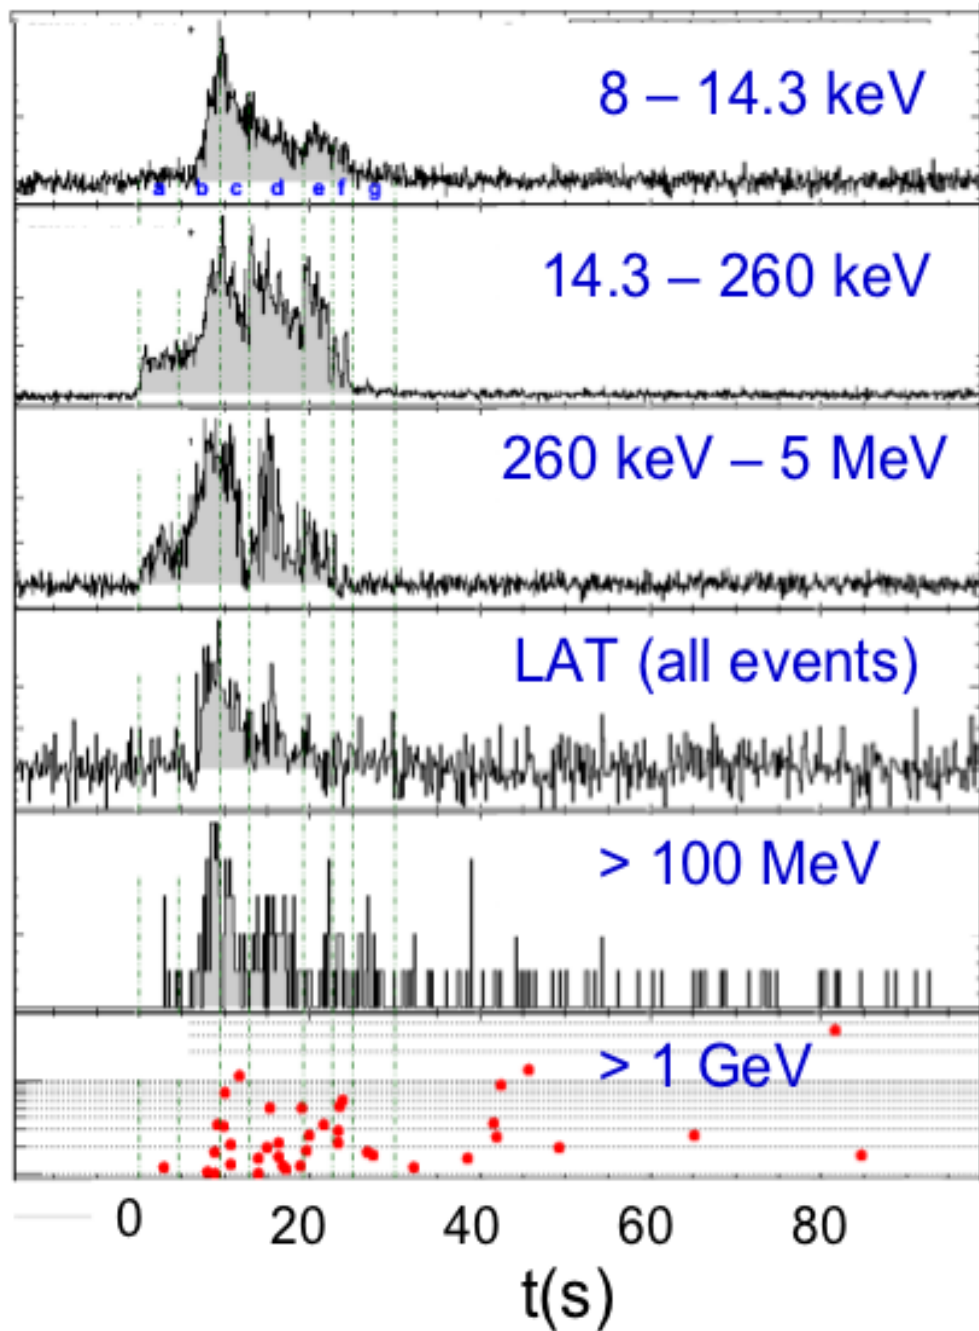 8 – 14.3 keV
a b c d e f g
14.3 – 260 keV
260 keV – 5 MeV
LAT (all events)
> 100 MeV
> 1 GeV
0 20 40 60 80
t(s)